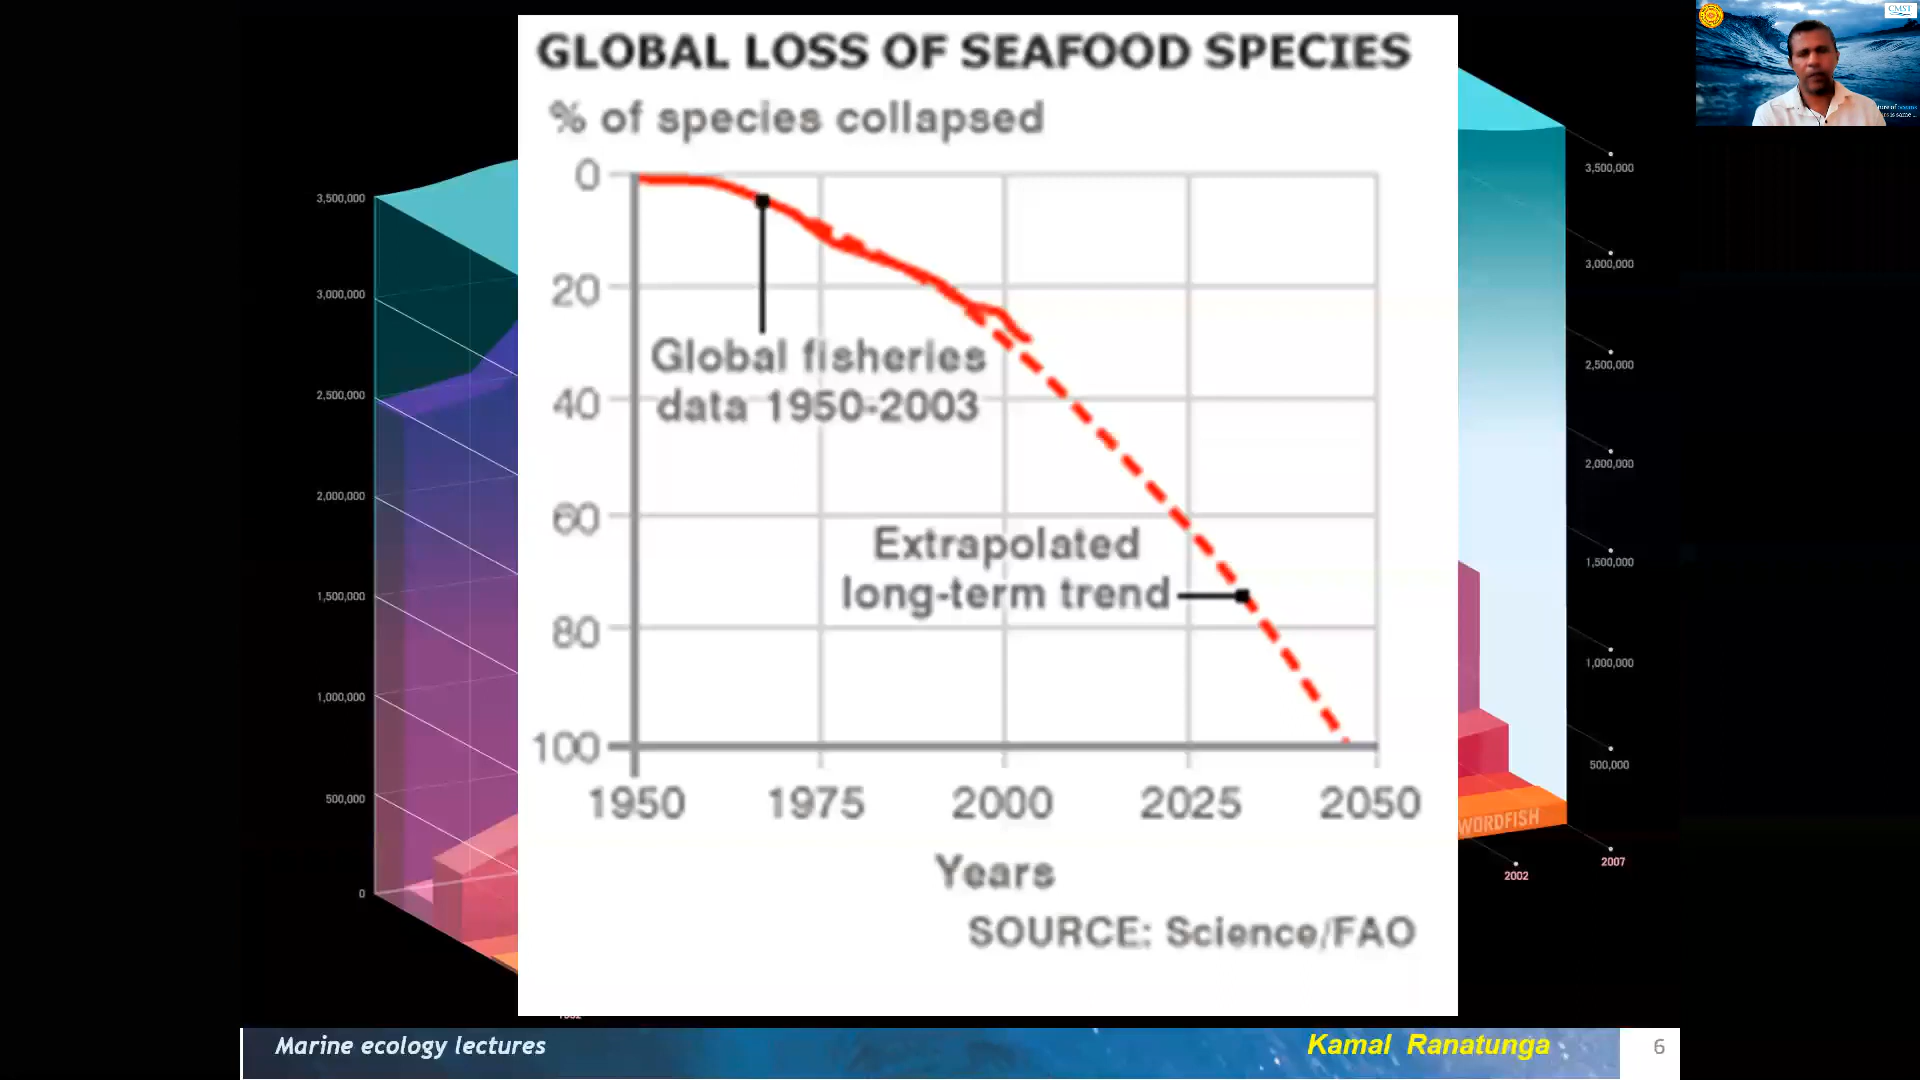 GLOBAL LOSS OF SEAFOOD SPECIES
% of species collapsed
0
20
40
60
80
100
Global fisheries
data 1950-2003
Extrapolated
long-term trend
1950 1975 2000 2025 2050
Years
SOURCE: Science/FAO
3,500,000
3,000,000
2,500,000
2,000,000
1,500,000
1,000,000
500,000
0
3,500,000
3,000,000
2,500,000
2,000,000
1,500,000
1,000,000
500,000
WORDFISH
2002
2007
CMST
Marine ecology lectures
Kamal Ranatunga
6